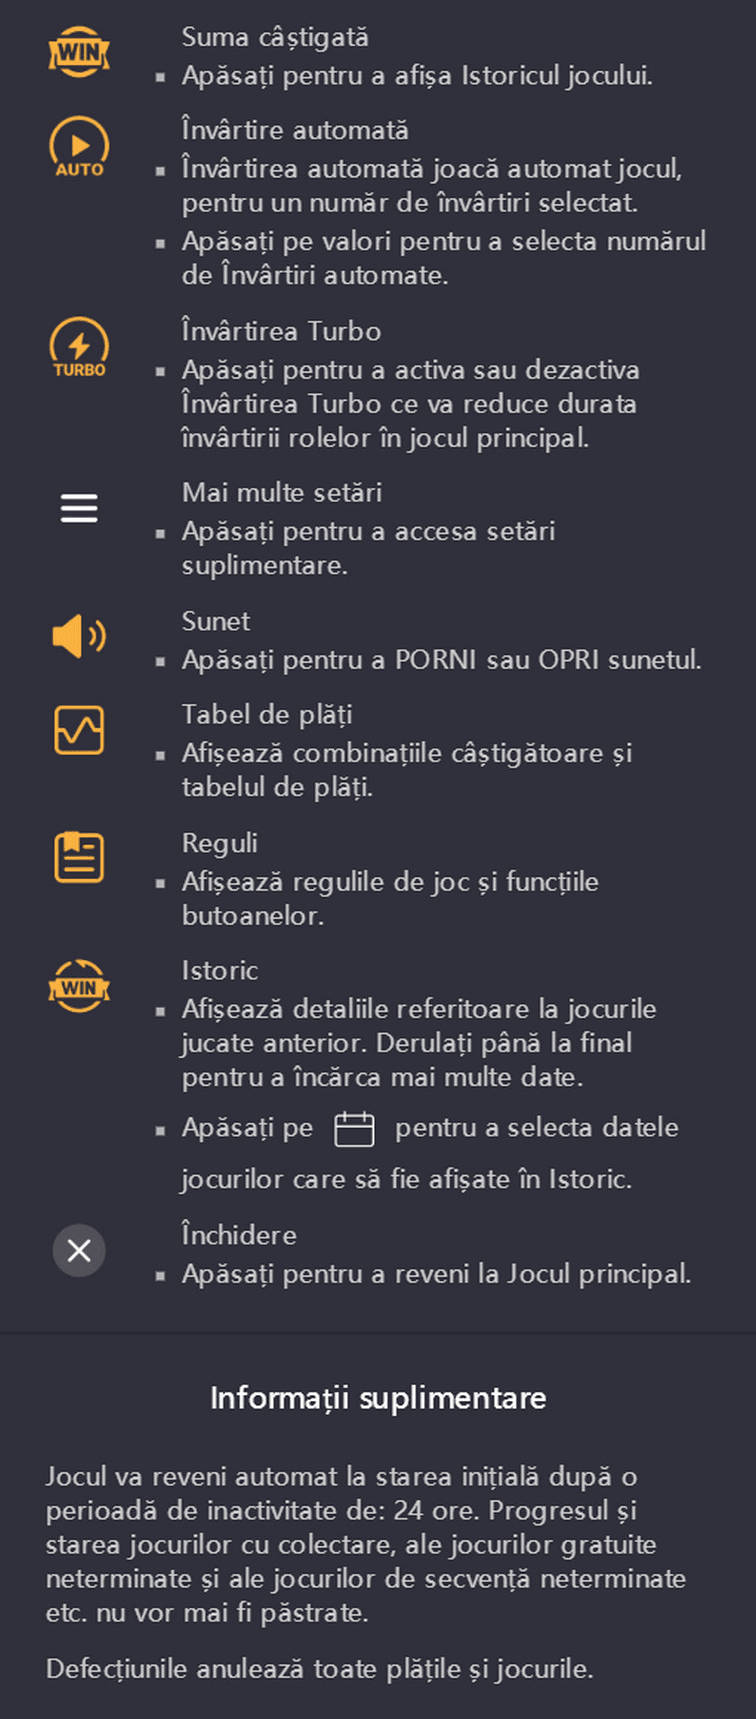 WIN
Suma câștigată
▪ Apăsați pentru a afișa Istoricul jocului.
AUTO
Învârtire automată
▪ Învârtirea automată joacă automat jocul,
pentru un număr de învârtiri selectat.
▪ Apăsați pe valori pentru a selecta numărul
de Învârtiri automate.
TURBO
Învârtirea Turbo
▪ Apăsați pentru a activa sau dezactiva
Învârtirea Turbo ce va reduce durata
învârtirii rolelor în jocul principal.
Mai multe setări
▪ Apăsați pentru a accesa setări
suplimentare.
Sunet
▪ Apăsați pentru a PORNI sau OPRI sunetul.
Tabel de plăți
▪ Afișează combinațiile câștigătoare și
tabelul de plăți.
Reguli
▪ Afișează regulile de joc și funcțiile
butoanelor.
WIN
Istoric
▪ Afișează detaliile referitoare la jocurile
jucate anterior. Derulați până la final
pentru a încărca mai multe date.
▪ Apăsați pe pentru a selecta datele
jocurilor care să fie afișate în Istoric.
Închidere
▪ Apăsați pentru a reveni la Jocul principal.
Informații suplimentare
Jocul va reveni automat la starea inițială după o
perioadă de inactivitate de: 24 ore. Progresul și
starea jocurilor cu colectare, ale jocurilor gratuite
neterminate și ale jocurilor de secvență neterminate
etc. nu vor mai fi păstrate.
Defecțiunile anulează toate plățile și jocurile.